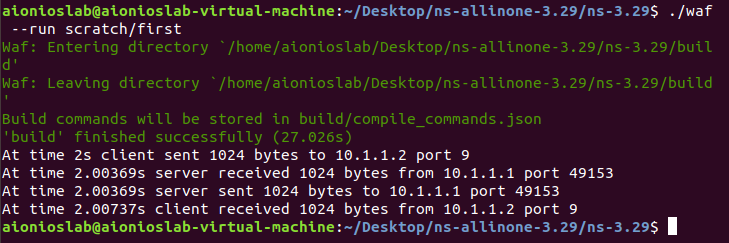 aionioslab@aionioslab-virtual-machine:~/Desktop/ns-allinone-3.29/ns-3.29$ ./waf
 --run scratch/first
Waf: Entering directory `/home/aionioslab/Desktop/ns-allinone-3.29/ns-3.29/buil
d'
Waf: Leaving directory `/home/aionioslab/Desktop/ns-allinone-3.29/ns-3.29/build
'
Build commands will be stored in build/compile_commands.json
'build' finished successfully (27.026s)
At time 2s client sent 1024 bytes to 10.1.1.2 port 9
At time 2.00369s server received 1024 bytes from 10.1.1.1 port 49153
At time 2.00369s server sent 1024 bytes to 10.1.1.1 port 49153
At time 2.00737s client received 1024 bytes from 10.1.1.2 port 9
aionioslab@aionioslab-virtual-machine:~/Desktop/ns-allinone-3.29/ns-3.29$